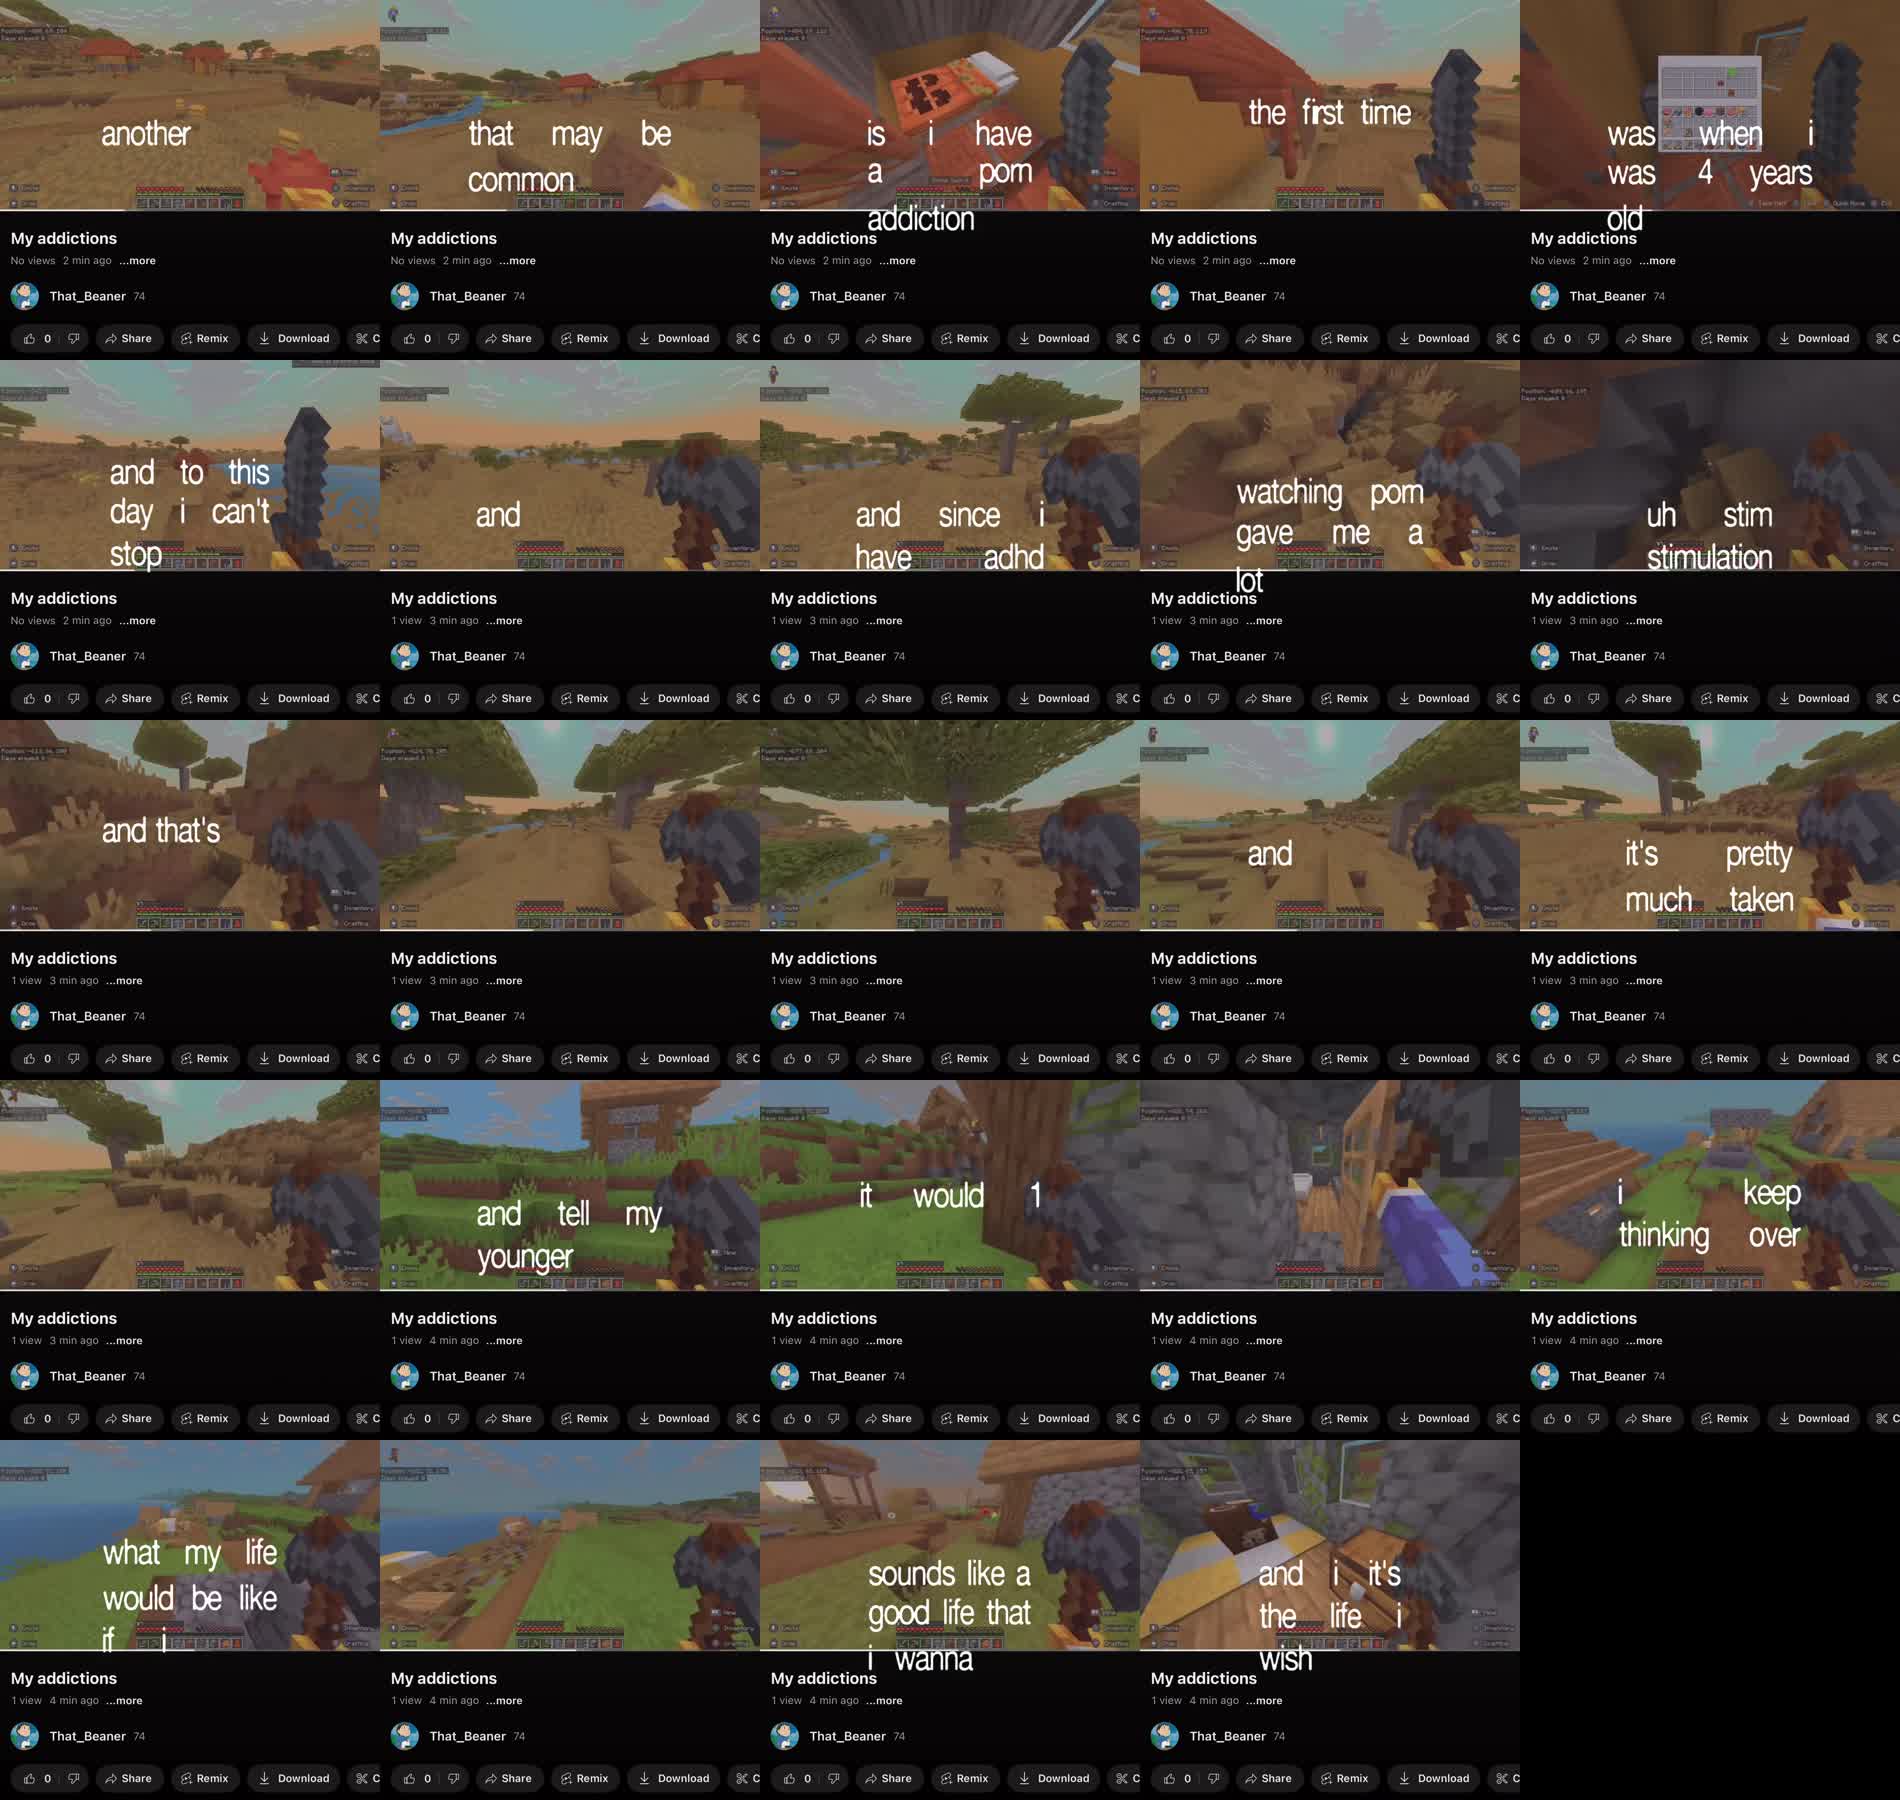 another
My addictions
No views 2 min ago ...more
That_Beaner 74
0 Share Remix Download C
that may be
common
My addictions
No views 2 min ago ...more
That_Beaner 74
0 Share Remix Download C
is i have
a porn
addiction
My addictions
No views 2 min ago ...more
That_Beaner 74
0 Share Remix Download C
the first time
My addictions
No views 2 min ago ...more
That_Beaner 74
0 Share Remix Download C
was when i
was 4 years
old
My addictions
No views 2 min ago ...more
That_Beaner 74
0 Share Remix Download C
and to this
day i can't
stop
My addictions
No views 2 min ago ...more
That_Beaner 74
0 Share Remix Download C
and
My addictions
1 view 3 min ago ...more
That_Beaner 74
0 Share Remix Download C
and since i
have adhd
My addictions
1 view 3 min ago ...more
That_Beaner 74
0 Share Remix Download C
watching porn
gave me a
lot
My addictions
1 view 3 min ago ...more
That_Beaner 74
0 Share Remix Download C
uh stim
stimulation
My addictions
1 view 3 min ago ...more
That_Beaner 74
0 Share Remix Download C
and that's
My addictions
1 view 3 min ago ...more
That_Beaner 74
0 Share Remix Download C
My addictions
1 view 3 min ago ...more
That_Beaner 74
0 Share Remix Download C
My addictions
1 view 3 min ago ...more
That_Beaner 74
0 Share Remix Download C
and
My addictions
1 view 3 min ago ...more
That_Beaner 74
0 Share Remix Download C
it's pretty
much taken
My addictions
1 view 3 min ago ...more
That_Beaner 74
0 Share Remix Download C
My addictions
1 view 3 min ago ...more
That_Beaner 74
0 Share Remix Download C
and tell my
younger
My addictions
1 view 4 min ago ...more
That_Beaner 74
0 Share Remix Download C
it would 1
My addictions
1 view 4 min ago ...more
That_Beaner 74
0 Share Remix Download C
My addictions
1 view 4 min ago ...more
That_Beaner 74
0 Share Remix Download C
i keep
thinking over
My addictions
1 view 4 min ago ...more
That_Beaner 74
0 Share Remix Download C
what my life
would be like
if i
My addictions
1 view 4 min ago ...more
That_Beaner 74
0 Share Remix Download C
My addictions
1 view 4 min ago ...more
That_Beaner 74
0 Share Remix Download C
sounds like a
good life that
i wanna
My addictions
1 view 4 min ago ...more
That_Beaner 74
0 Share Remix Download C
and i it's
the life i
wish
My addictions
1 view 4 min ago ...more
That_Beaner 74
0 Share Remix Download C